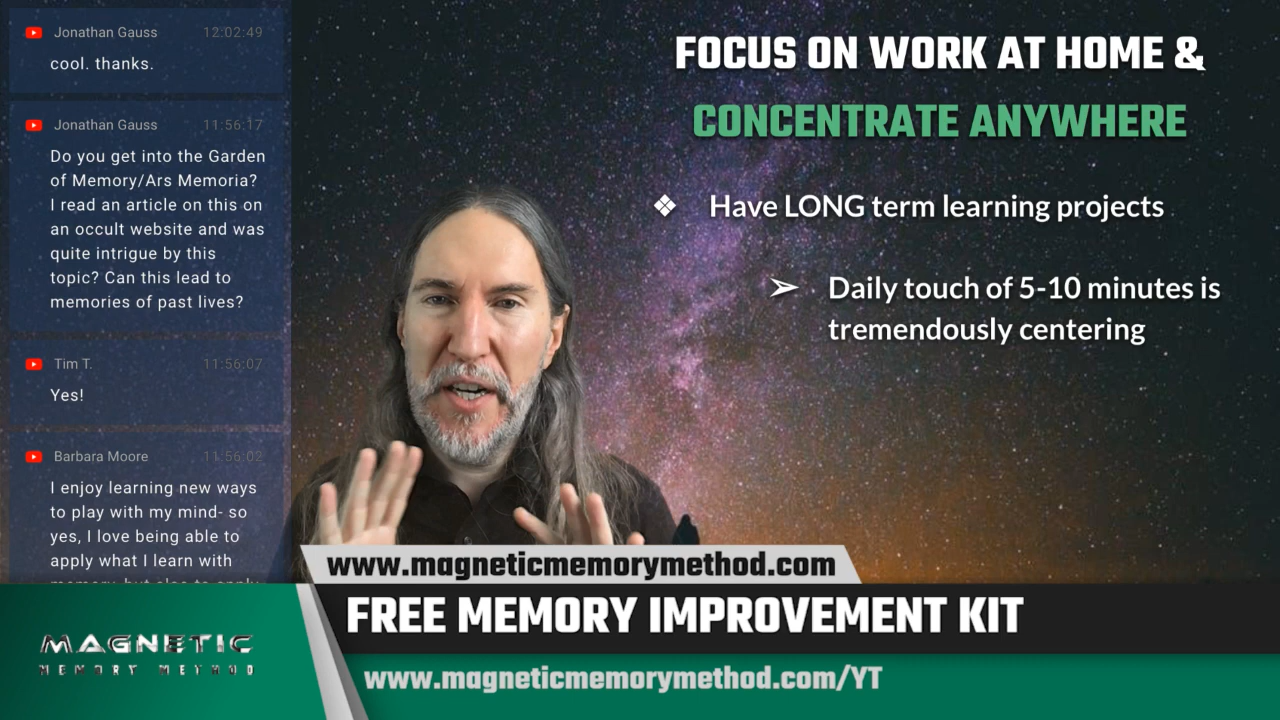 Jonathan Gauss 12:02:49
cool. thanks.
Jonathan Gauss 11:56:17
Do you get into the Garden
of Memory/Ars Memoria?
I read an article on this on
an occult website and was
quite intrigue by this
topic? Can this lead to
memories of past lives?
Tim T. 11:56:07
Yes!
Barbara Moore 11:56:02
I enjoy learning new ways
to play with my mind- so
yes, I love being able to
apply what I learn with
FOCUS ON WORK AT HOME &
CONCENTRATE ANYWHERE
❖ Have LONG term learning projects
➢ Daily touch of 5-10 minutes is
tremendously centering
www.magneticmemorymethod.com
FREE MEMORY IMPROVEMENT KIT
www.magneticmemorymethod.com/YT
MAGNETIC
MEMORY METHOD